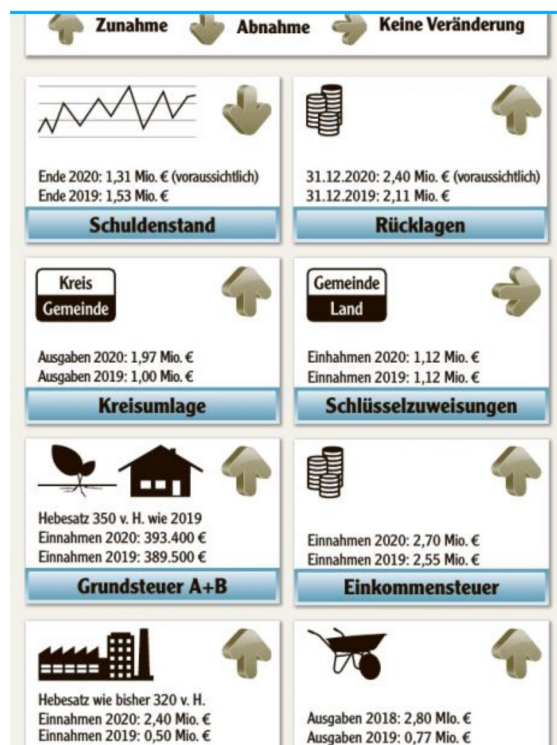 Zunahme Abnahme Keine Veränderung
Ende 2020: 1,31 Mio. € (voraussichtlich)
Ende 2019: 1,53 Mio. €
Schuldenstand
31.12.2020: 2,40 Mio. € (voraussichtlich)
31.12.2019: 2,11 Mio. €
Rücklagen
Kreis
Gemeinde
Ausgaben 2020: 1,97 Mio. €
Ausgaben 2019: 1,00 Mio. €
Kreisumlage
Gemeinde
Land
Einhahmen 2020: 1,12 Mio. €
Einnahmen 2019: 1,12 Mio. €
Schlüsselzuweisungen
Hebesatz 350 v. H. wie 2019
Einnahmen 2020: 393.400 €
Einnahmen 2019: 389.500 €
Grundsteuer A+B
Einnahmen 2020: 2,70 Mio. €
Einnahmen 2019: 2,55 Mio. €
Einkommensteuer
Hebesatz wie bisher 320 v. H.
Einnahmen 2020: 2,40 Mio. €
Einnahmen 2019: 0,50 Mio. €
Ausgaben 2018: 2,80 Mio. €
Ausgaben 2019: 0,77 Mio. €